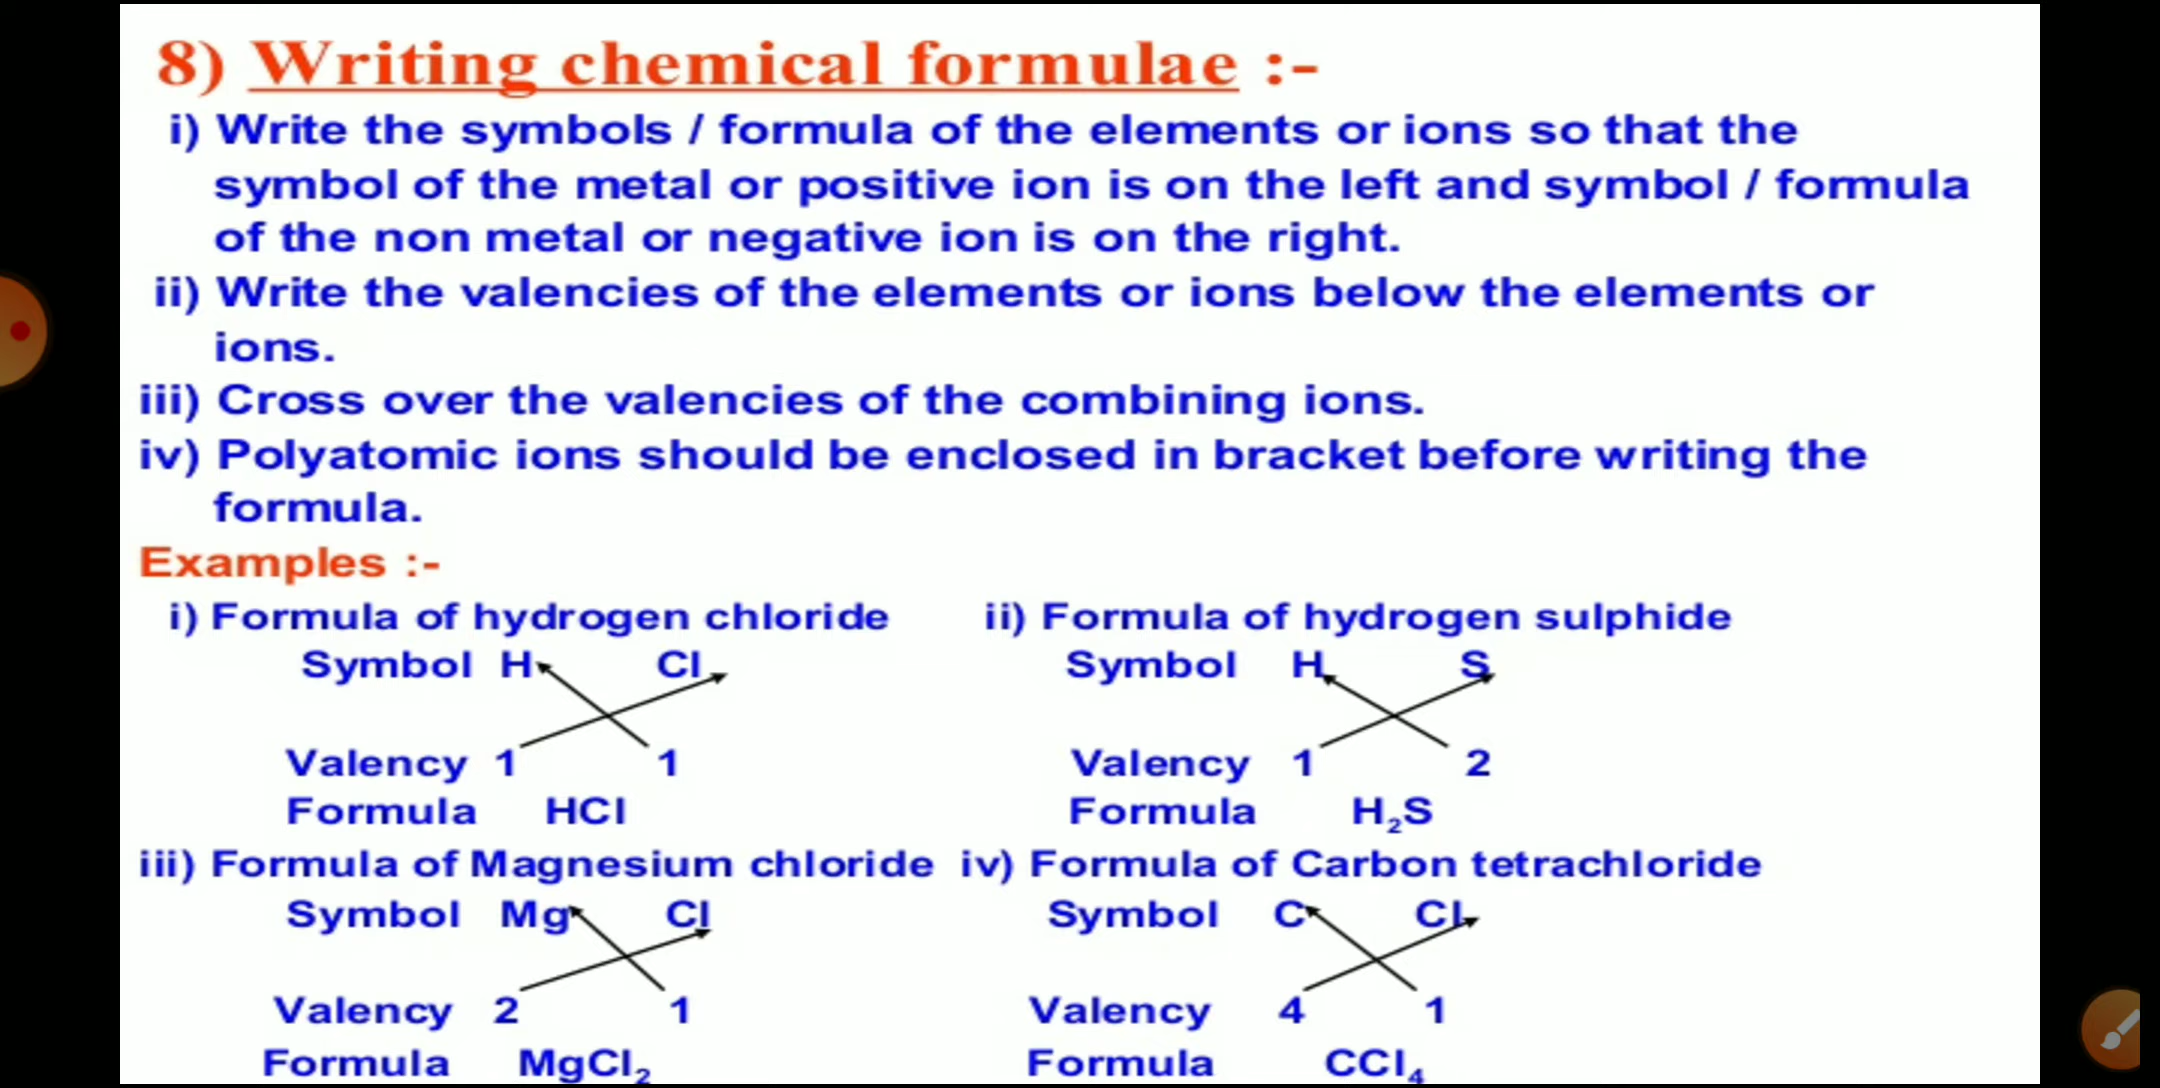 8) Writing chemical formulae :-
i) Write the symbols / formula of the elements or ions so that the
symbol of the metal or positive ion is on the left and symbol / formula
of the non metal or negative ion is on the right.
ii) Write the valencies of the elements or ions below the elements or
ions.
iii) Cross over the valencies of the combining ions.
iv) Polyatomic ions should be enclosed in bracket before writing the
formula.
Examples :-
i) Formula of hydrogen chloride ii) Formula of hydrogen sulphide
Symbol H Cl Symbol H S
Valency 1 1 Valency 1 2
Formula HCl Formula H₂S
iii) Formula of Magnesium chloride iv) Formula of Carbon tetrachloride
Symbol Mg Cl Symbol C Cl
Valency 2 1 Valency 4 1
Formula MgCl₂ Formula CCl₄